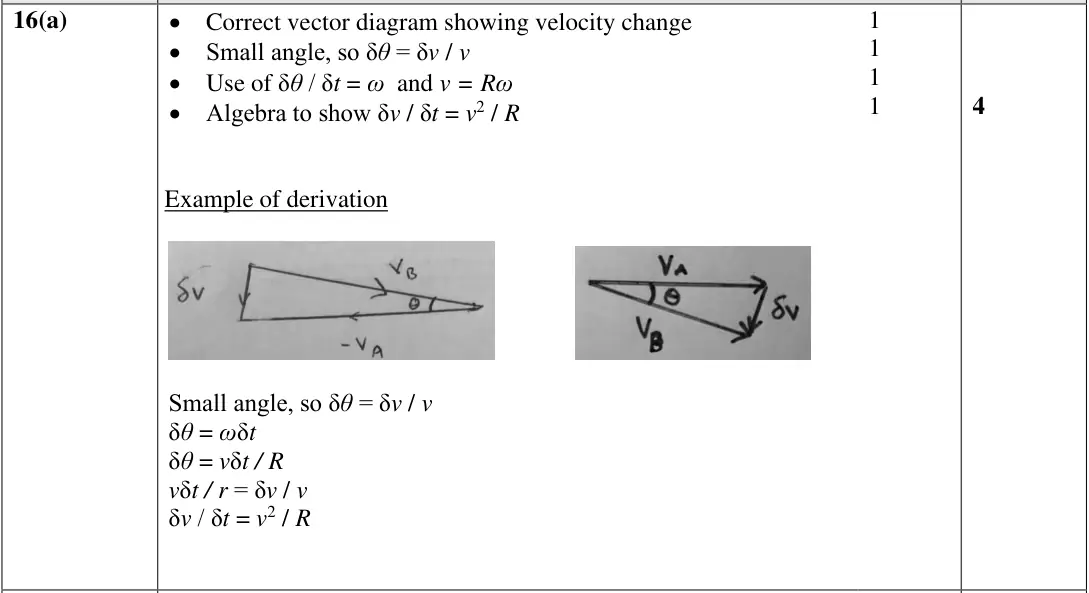 16(a)
• Correct vector diagram showing velocity change 1
• Small angle, so δθ = δv / v 1
• Use of δθ / δt = ω and v = Rω 1
• Algebra to show δv / δt = v² / R 1 4
Example of derivation
δv VB θ -VA
VA θ VB δv
Small angle, so δθ = δv / v
δθ = ωδt
δθ = vδt / R
vδt / r = δv / v
δv / δt = v² / R